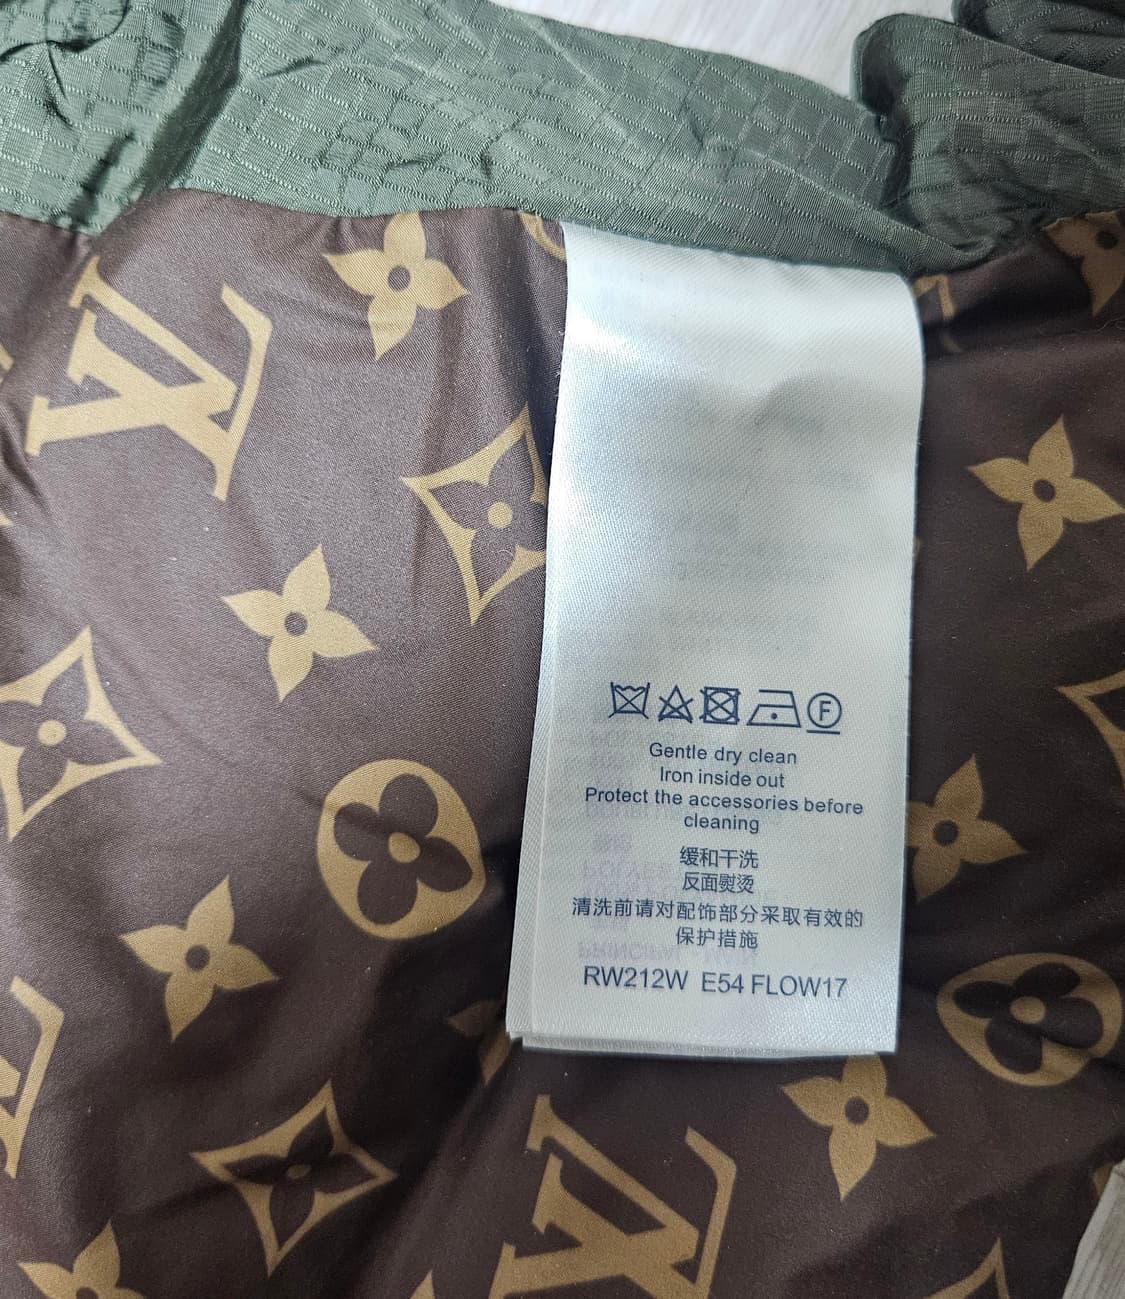 Gentle dry clean
Iron inside out
Protect the accessories before
cleaning
缓和干洗
反面熨烫
清洗前请对配饰部分采取有效的
保护措施
RW212W E54 FLOW17